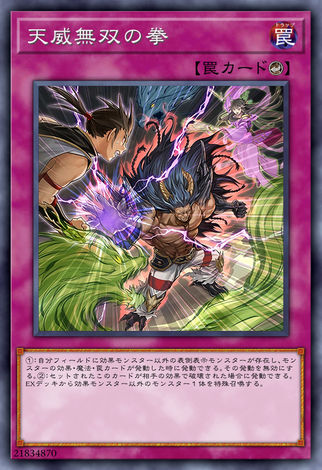 天威無双の拳
トラップ
罠
【罠カード】
①：自分フィールドに効果モンスター以外の表側表示モンスターが存在し、モン
スターの効果・魔法・罠カードが発動した時に発動できる。その発動を無効にす
る。②：セットされたこのカードが相手の効果で破壊された場合に発動できる。
EXデッキから効果モンスター以外のモンスター１体を特殊召喚する。
21834870